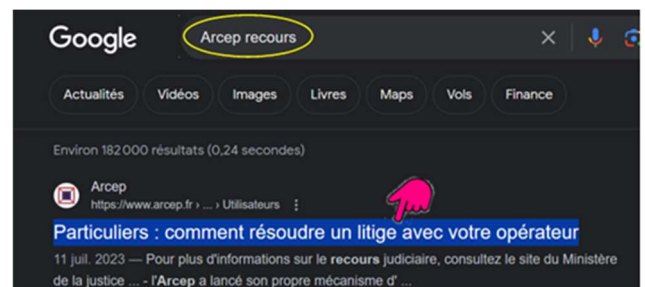 Google
Arcep recours
Actualités Vidéos Images Livres Maps Vols Finance
Environ 182 000 résultats (0,24 secondes)
Arcep
https://www.arcep.fr › ... › Utilisateurs
Particuliers : comment résoudre un litige avec votre opérateur
11 juil. 2023 — Pour plus d'informations sur le recours judiciaire, consultez le site du Ministère
de la justice ... - l'Arcep a lancé son propre mécanisme d' ...